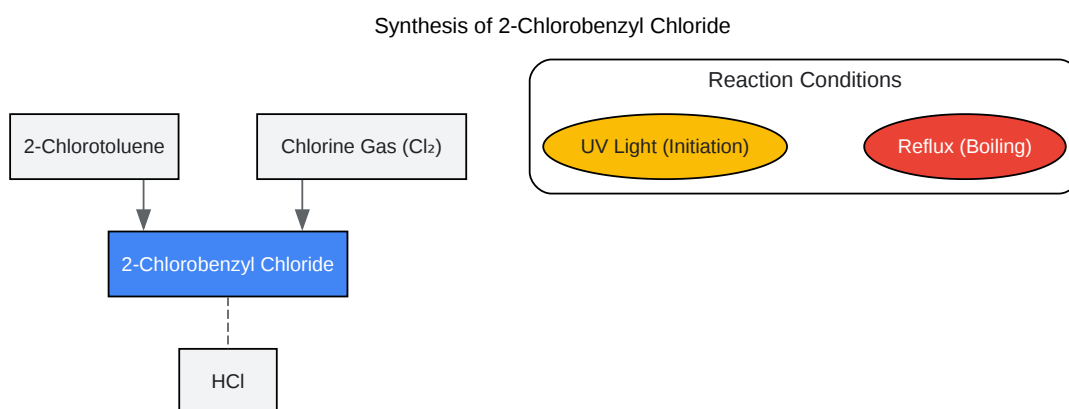 Synthesis of 2-Chlorobenzyl Chloride
Reaction Conditions
2-Chlorotoluene
Chlorine Gas (Cl₂)
UV Light (Initiation)
Reflux (Boiling)
2-Chlorobenzyl Chloride
HCl